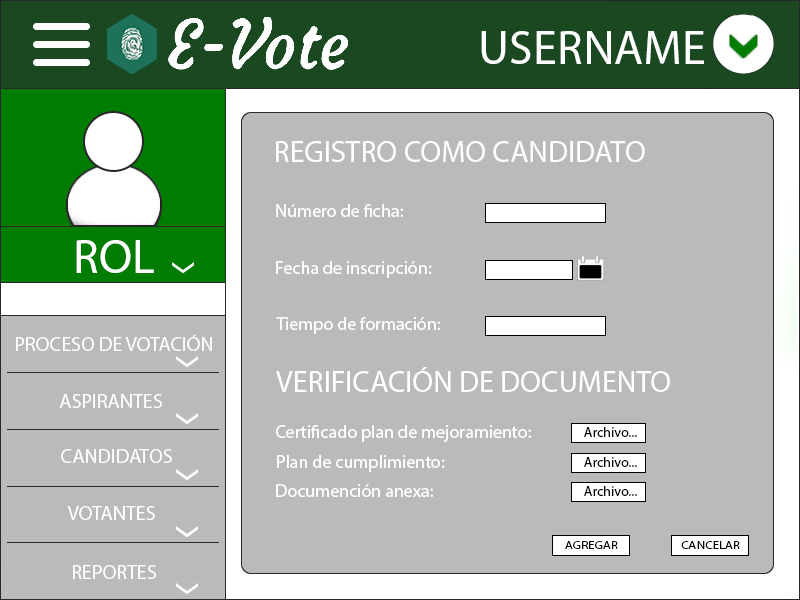 E-Vote
USERNAME
ROL
PROCESO DE VOTACIÓN
ASPIRANTES
CANDIDATOS
VOTANTES
REPORTES
REGISTRO COMO CANDIDATO
Número de ficha:
Fecha de inscripción:
Tiempo de formación:
VERIFICACIÓN DE DOCUMENTO
Certificado plan de mejoramiento: Archivo...
Plan de cumplimiento: Archivo...
Documención anexa: Archivo...
AGREGAR CANCELAR